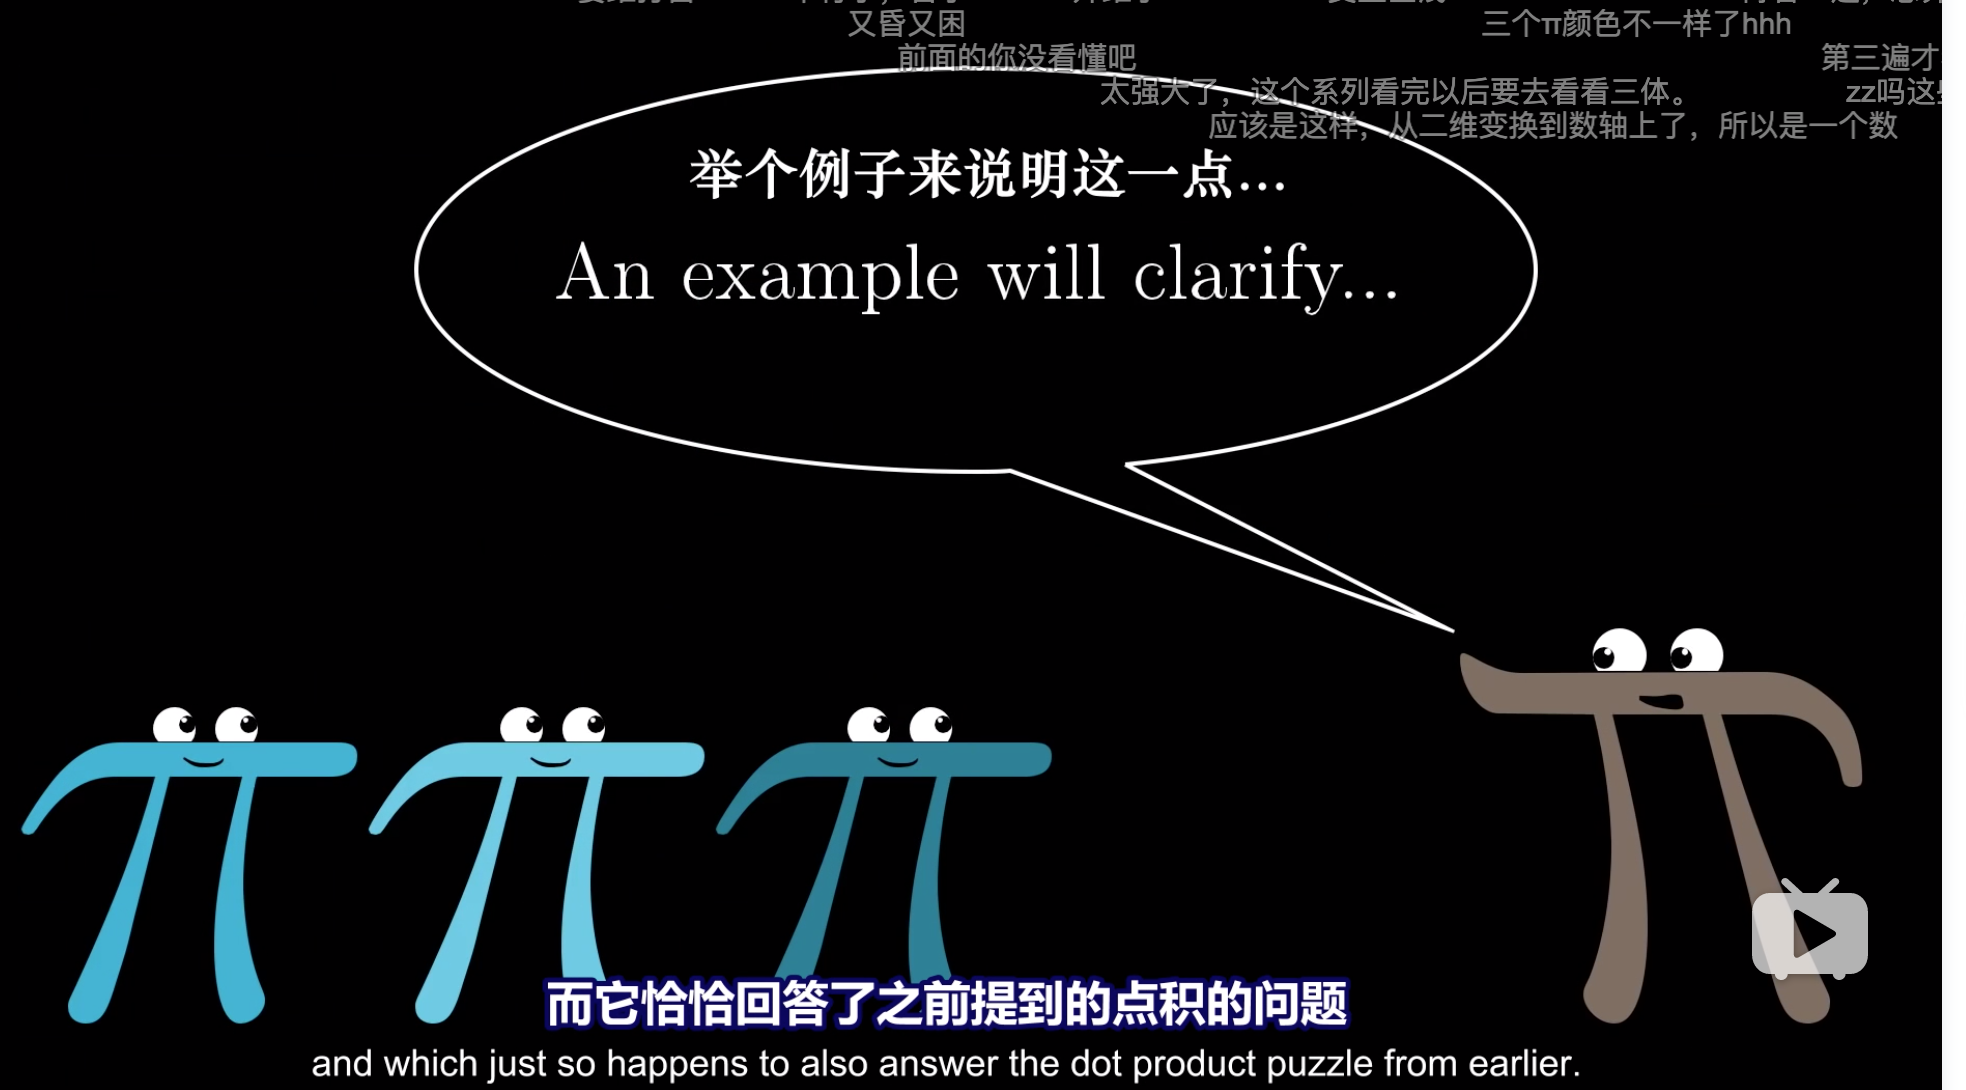 又昏又困
三个π颜色不一样了hhh
前面的你没看懂吧
第三遍才
太强大了，这个系列看完以后要去看看三体。
zz吗这
应该是这样，从二维变换到数轴上了，所以是一个数
举个例子来说明这一点...
An example will clarify...
而它恰恰回答了之前提到的点积的问题
and which just so happens to also answer the dot product puzzle from earlier.